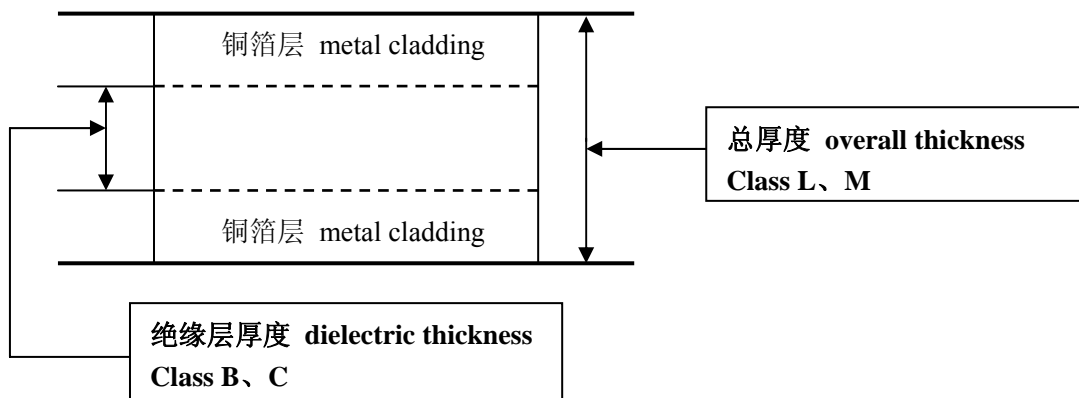 铜箔层 metal cladding
总厚度 overall thickness
Class L、M
铜箔层 metal cladding
绝缘层厚度 dielectric thickness
Class B、C